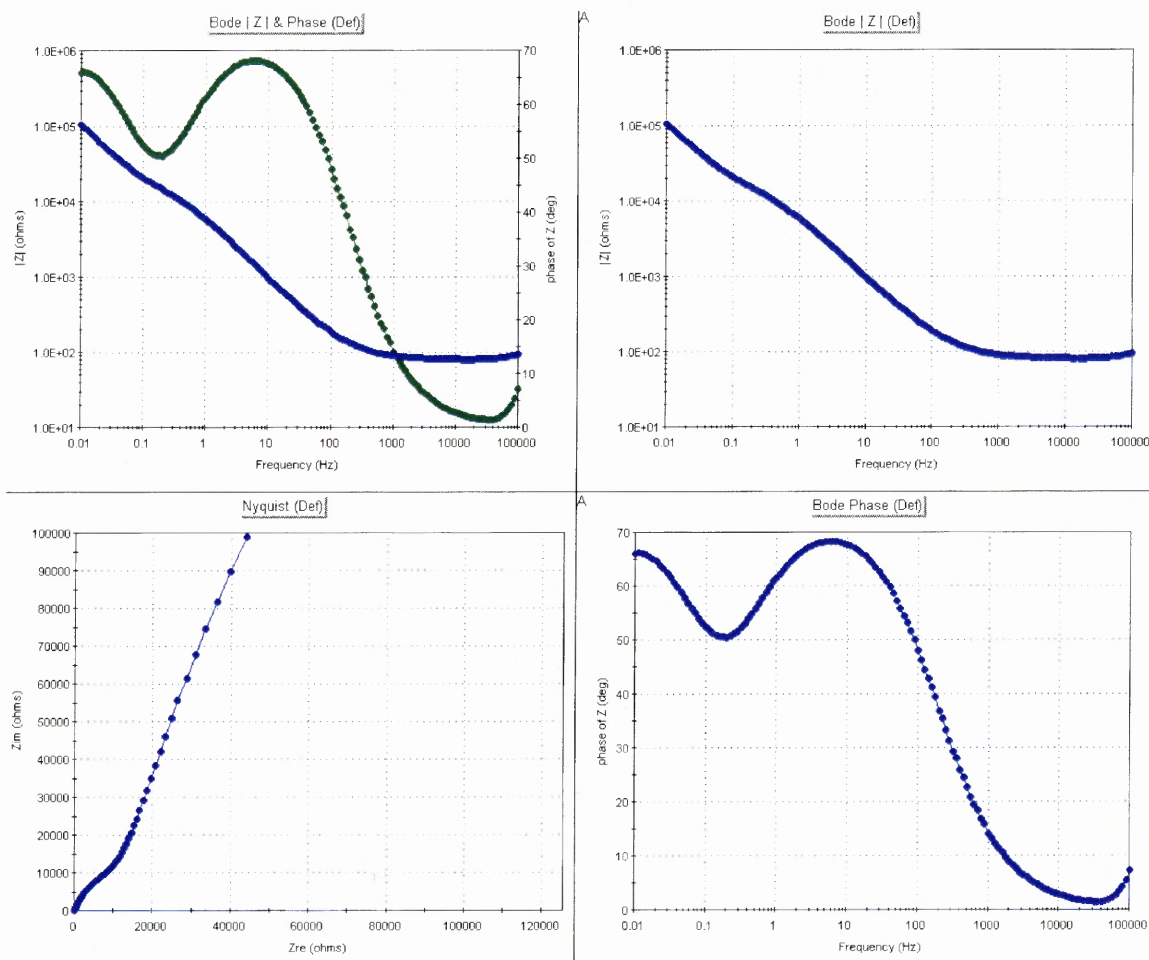 Bode | Z | & Phase (Def)
1.0E+06
1.0E+05
1.0E+04
1.0E+03
1.0E+02
1.0E+01
|Z| (ohms)
70
60
50
40
30
20
10
0
phase of Z (deg)
0.01 0.1 1 10 100 1000 10000 100000
Frequency (Hz)
A
Bode | Z | (Def)
1.0E+06
1.0E+05
1.0E+04
1.0E+03
1.0E+02
1.0E+01
|Z| (ohms)
0.01 0.1 1 10 100 1000 10000 100000
Frequency (Hz)
Nyquist (Def)
100000
90000
80000
70000
60000
50000
40000
30000
20000
10000
0
Zim (ohms)
0 20000 40000 60000 80000 100000 120000
Zre (ohms)
A
Bode Phase (Def)
70
60
50
40
30
20
10
0
phase of Z (deg)
0.01 0.1 1 10 100 1000 10000 100000
Frequency (Hz)